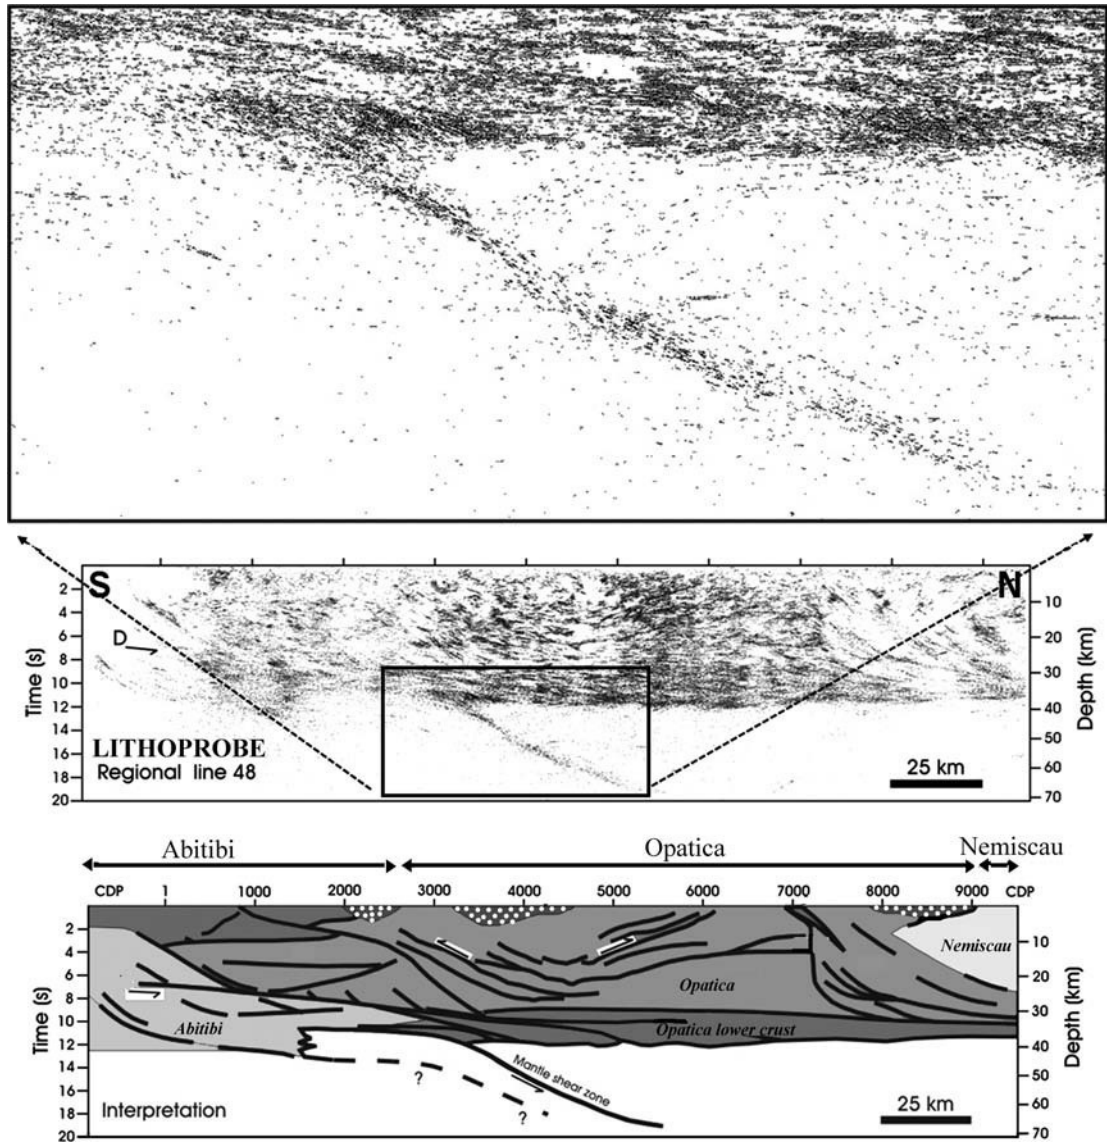 S
N
2
4
6
8
10
12
14
16
18
20
Time (s)
D
10
20
30
40
50
60
70
Depth (km)
LITHOPROBE
Regional line 48
25 km
Abitibi
Opatica
Nemiscau
CDP
1
1000
2000
3000
4000
5000
6000
7000
8000
9000
CDP
2
4
6
8
10
12
14
16
18
20
Time (s)
10
20
30
40
50
60
70
Depth (km)
Nemiscau
Opatica
Abitibi
Opatica lower crust
Mantle shear zone
?
?
Interpretation
25 km